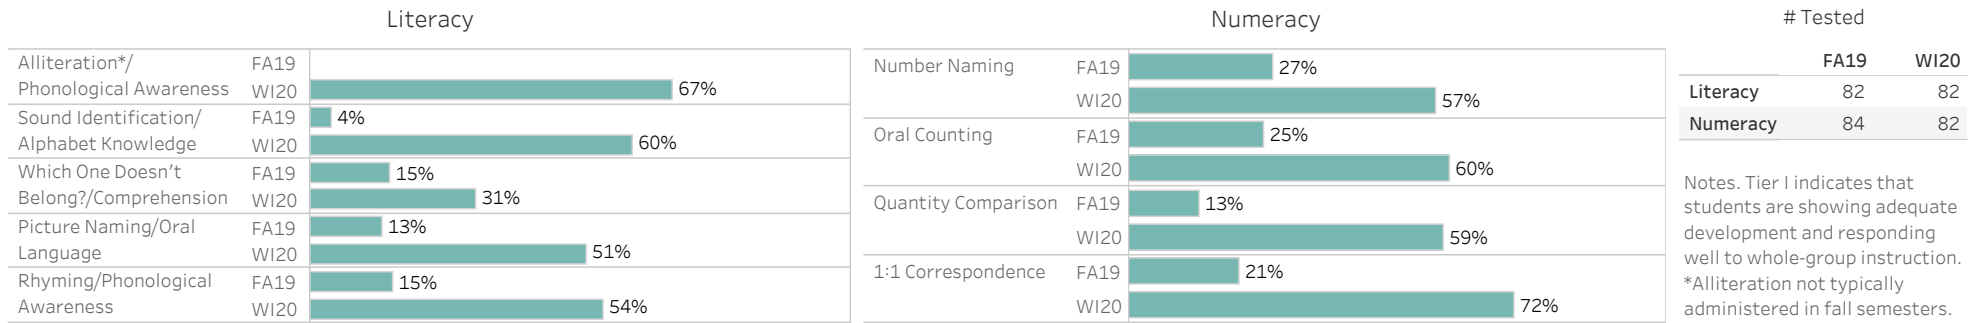 Literacy
Alliteration*/
Phonological Awareness
FA19
WI20 67%
Sound Identification/
Alphabet Knowledge
FA19 4%
WI20 60%
Which One Doesn't
Belong?/Comprehension
FA19 15%
WI20 31%
Picture Naming/Oral
Language
FA19 13%
WI20 51%
Rhyming/Phonological
Awareness
FA19 15%
WI20 54%
Numeracy
Number Naming FA19 27%
WI20 57%
Oral Counting FA19 25%
WI20 60%
Quantity Comparison FA19 13%
WI20 59%
1:1 Correspondence FA19 21%
WI20 72%
# Tested
FA19 WI20
Literacy 82 82
Numeracy 84 82
Notes. Tier I indicates that
students are showing adequate
development and responding
well to whole-group instruction.
*Alliteration not typically
administered in fall semesters.